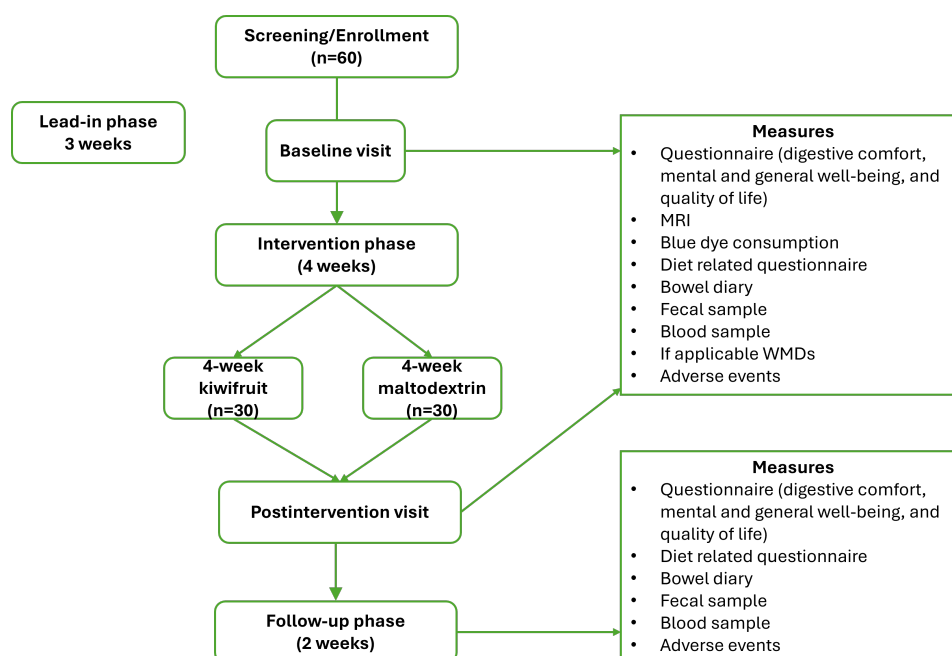 Screening/Enrollment
(n=60)
Lead-in phase
3 weeks
Baseline visit
Intervention phase
(4 weeks)
4-week
kiwifruit
(n=30)
4-week
maltodextrin
(n=30)
Postintervention visit
Follow-up phase
(2 weeks)
Measures
• Questionnaire (digestive comfort,
mental and general well-being, and
quality of life)
• MRI
• Blue dye consumption
• Diet related questionnaire
• Bowel diary
• Fecal sample
• Blood sample
• If applicable WMDs
• Adverse events
Measures
• Questionnaire (digestive comfort,
mental and general well-being, and
quality of life)
• Diet related questionnaire
• Bowel diary
• Fecal sample
• Blood sample
• Adverse events